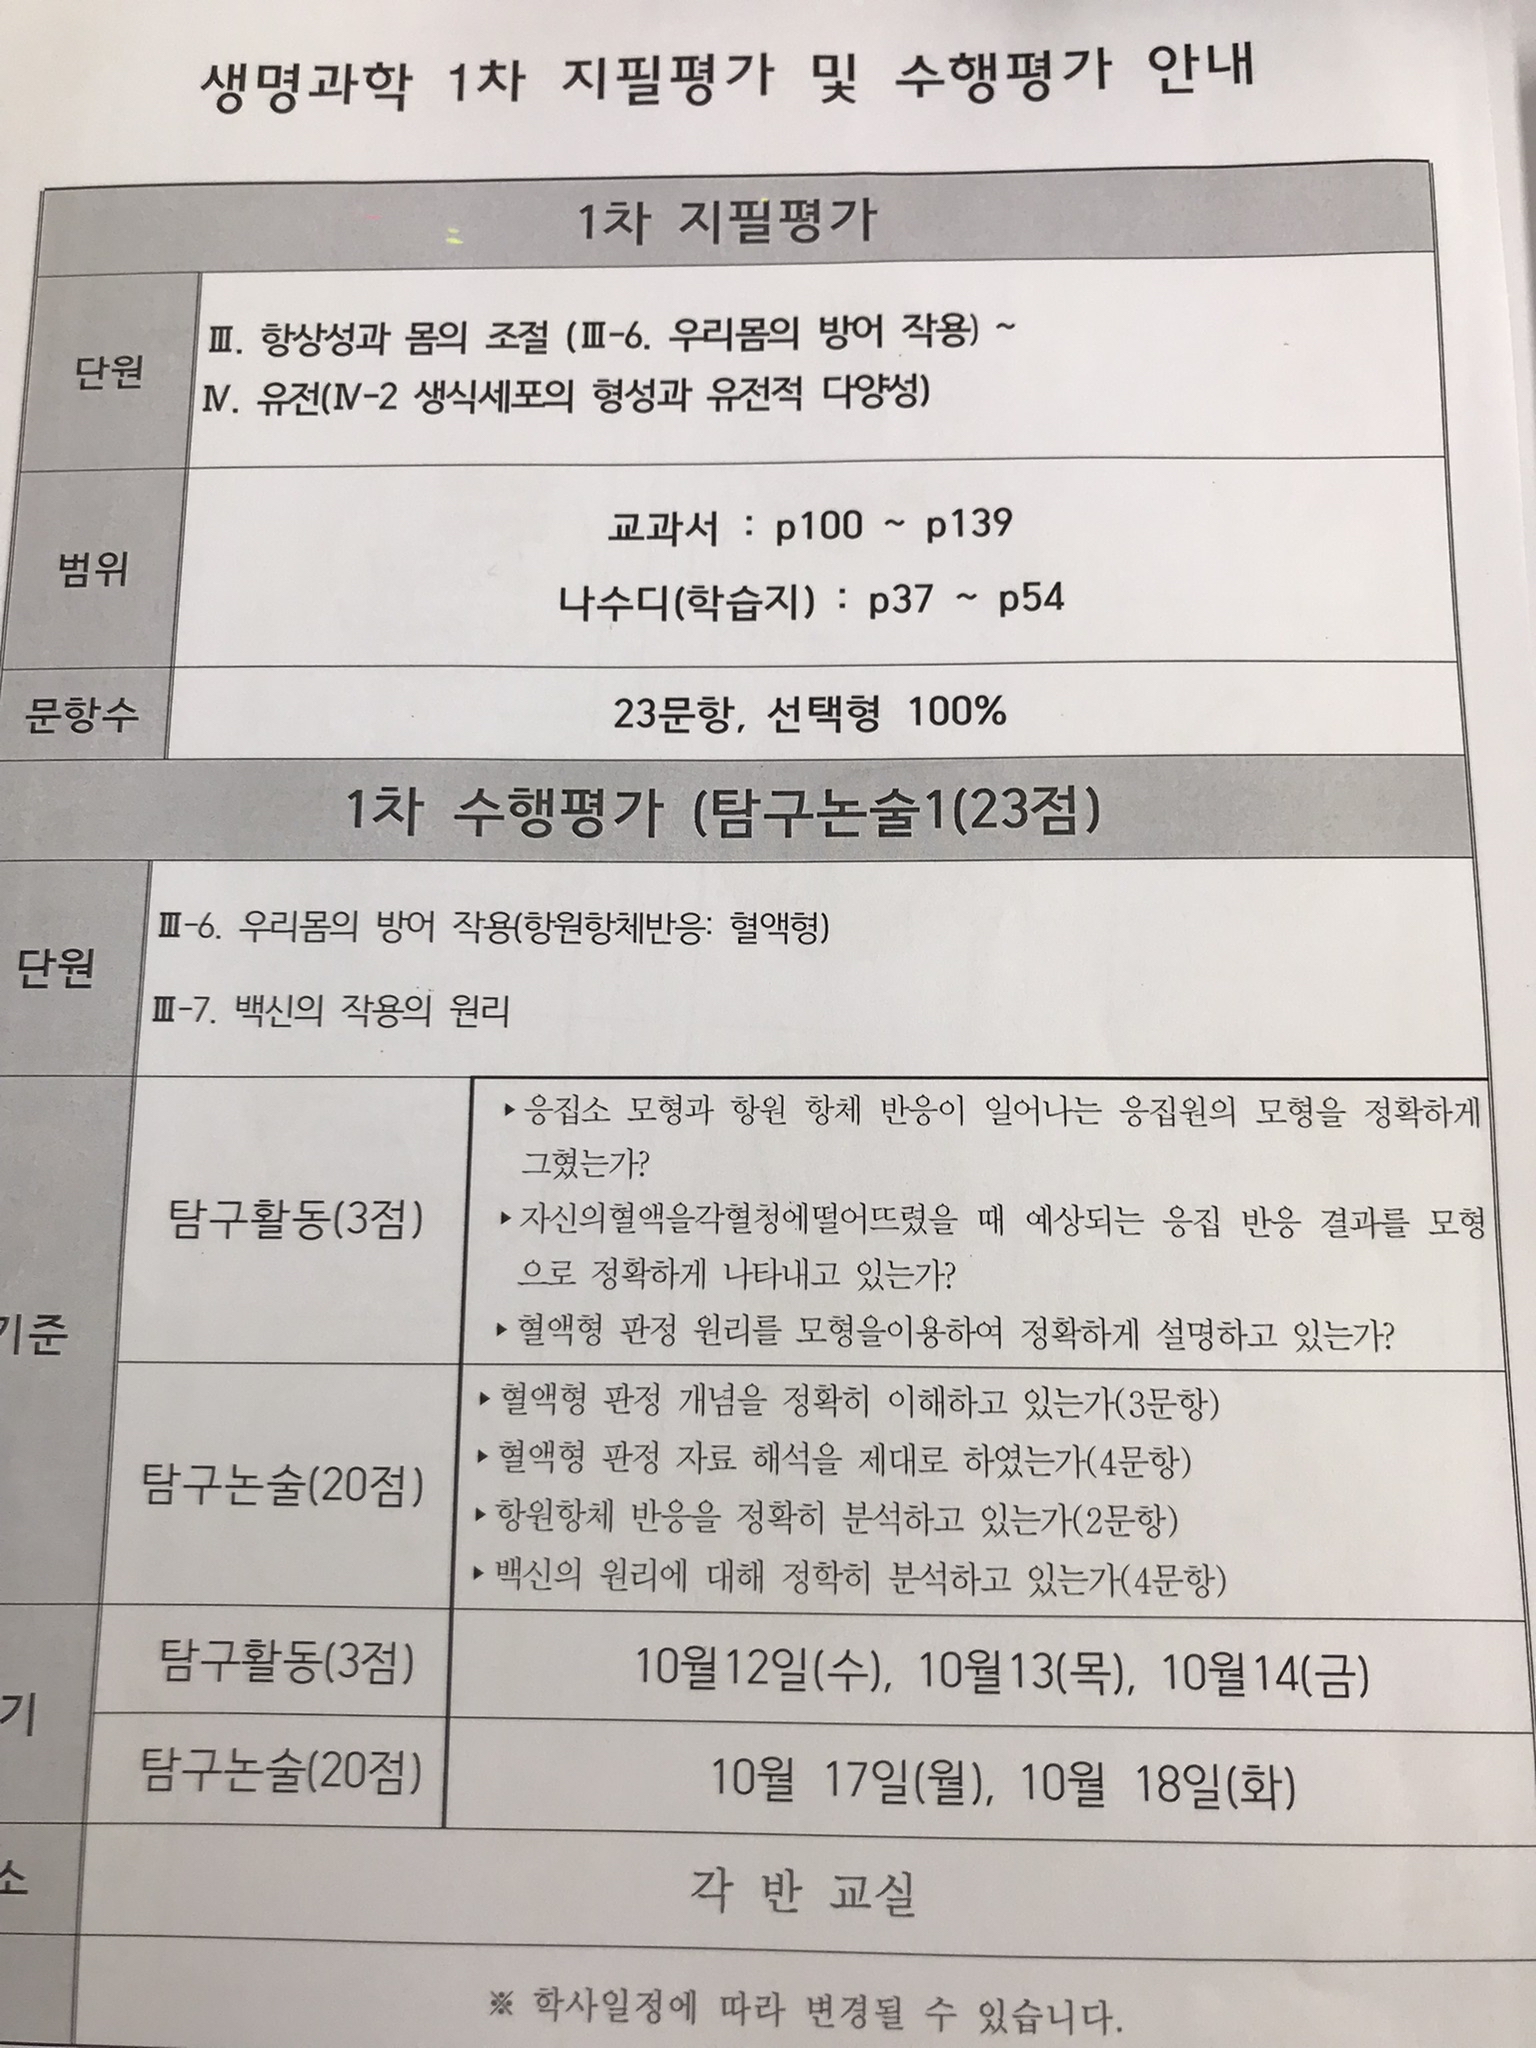 생명과학 1차 지필평가 및 수행평가 안내
1차 지필평가
단원
Ⅲ. 항상성과 몸의 조절 (Ⅲ-6. 우리몸의 방어 작용) ~
Ⅳ. 유전(Ⅳ-2 생식세포의 형성과 유전적 다양성)
범위
교과서 : p100 ~ p139
나수디(학습지) : p37 ~ p54
문항수
23문항, 선택형 100%
1차 수행평가 (탐구논술1(23점)
단원
Ⅲ-6. 우리몸의 방어 작용(항원항체반응: 혈액형)
Ⅲ-7. 백신의 작용의 원리
기준
탐구활동(3점)
▸응집소 모형과 항원 항체 반응이 일어나는 응집원의 모형을 정확하게
그렸는가?
▸자신의혈액을각혈청에떨어뜨렸을 때 예상되는 응집 반응 결과를 모형
으로 정확하게 나타내고 있는가?
▸혈액형 판정 원리를 모형을이용하여 정확하게 설명하고 있는가?
탐구논술(20점)
▸혈액형 판정 개념을 정확히 이해하고 있는가(3문항)
▸혈액형 판정 자료 해석을 제대로 하였는가(4문항)
▸항원항체 반응을 정확히 분석하고 있는가(2문항)
▸백신의 원리에 대해 정학히 분석하고 있는가(4문항)
기
탐구활동(3점)
10월12일(수), 10월13(목), 10월14(금)
탐구논술(20점)
10월 17일(월), 10월 18일(화)
소
각 반 교실
※ 학사일정에 따라 변경될 수 있습니다.